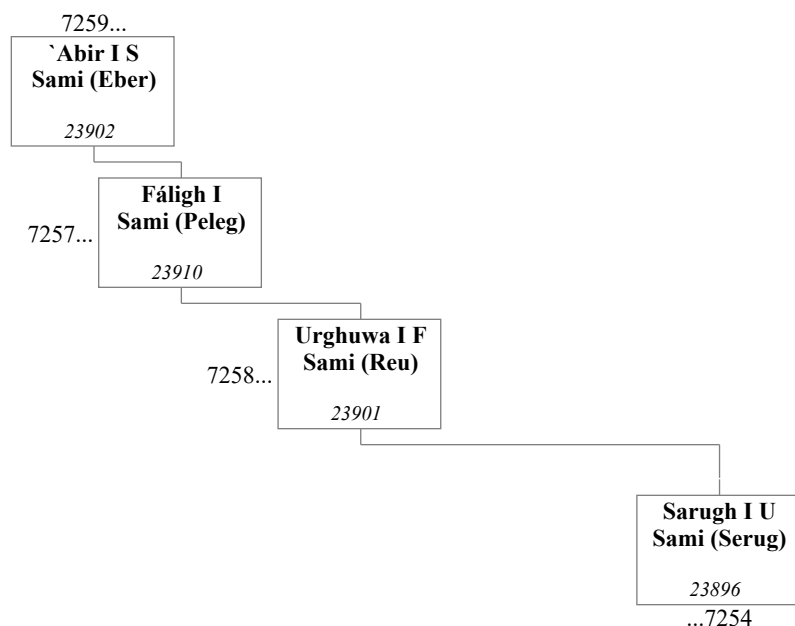 7259...
`Abir I S
Sami (Eber)
23902
Fáligh I
Sami (Peleg)
7257...
23910
Urghuwa I F
Sami (Reu)
7258...
23901
Sarugh I U
Sami (Serug)
23896
...7254